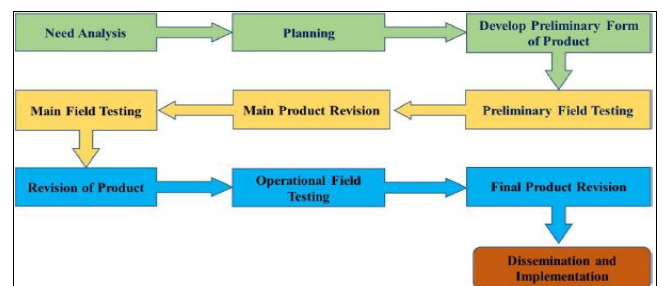 Need Analysis
Planning
Develop Preliminary Form
of Product
Preliminary Field Testing
Main Product Revision
Main Field Testing
Revision of Product
Operational Field
Testing
Final Product Revision
Dissemination and
Implementation